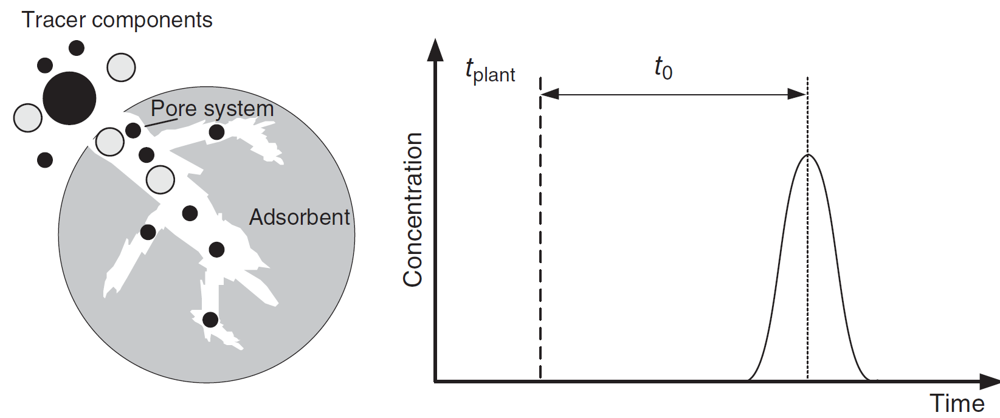 Tracer components
Pore system
Adsorbent
t_plant
t_0
Concentration
Time